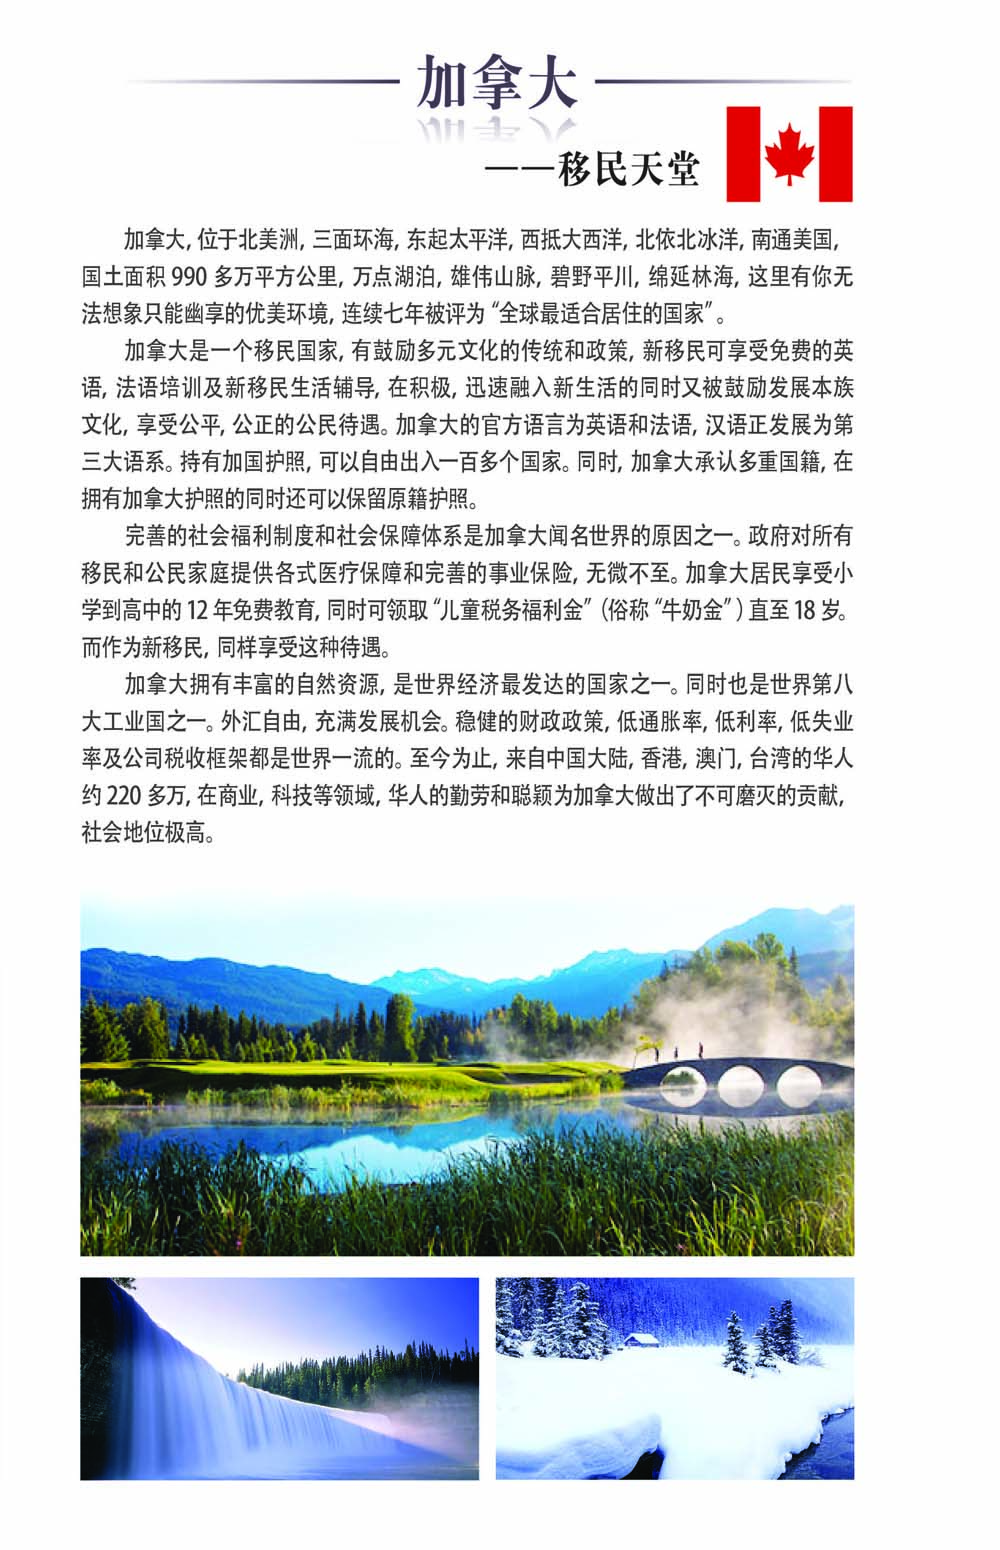 加拿大
——移民天堂
加拿大, 位于北美洲, 三面环海, 东起太平洋, 西抵大西洋, 北依北冰洋, 南通美国,
国土面积 990 多万平方公里, 万点湖泊, 雄伟山脉, 碧野平川, 绵延林海, 这里有你无
法想象只能幽享的优美环境, 连续七年被评为 “全球最适合居住的国家” 。
加拿大是一个移民国家, 有鼓励多元文化的传统和政策, 新移民可享受免费的英
语, 法语培训及新移民生活辅导, 在积极, 迅速融入新生活的同时又被鼓励发展本族
文化, 享受公平, 公正的公民待遇。加拿大的官方语言为英语和法语, 汉语正发展为第
三大语系。持有加国护照, 可以自由出入一百多个国家。同时, 加拿大承认多重国籍, 在
拥有加拿大护照的同时还可以保留原籍护照。
完善的社会福利制度和社会保障体系是加拿大闻名世界的原因之一。政府对所有
移民和公民家庭提供各式医疗保障和完善的事业保险, 无微不至。加拿大居民享受小
学到高中的 12 年免费教育, 同时可领取 “儿童税务福利金” (俗称 “牛奶金” ) 直至 18 岁。
而作为新移民, 同样享受这种待遇。
加拿大拥有丰富的自然资源, 是世界经济最发达的国家之一。同时也是世界第八
大工业国之一。外汇自由, 充满发展机会。稳健的财政政策, 低通胀率, 低利率, 低失业
率及公司税收框架都是世界一流的。至今为止, 来自中国大陆, 香港, 澳门, 台湾的华人
约 220 多万, 在商业, 科技等领域, 华人的勤劳和聪颖为加拿大做出了不可磨灭的贡献,
社会地位极高。